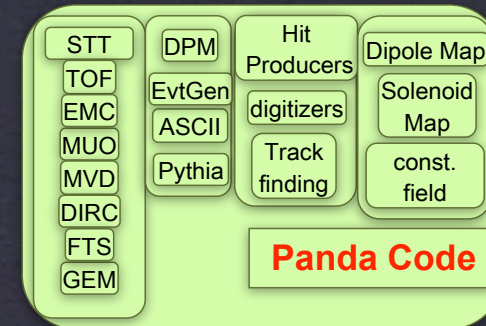 STT
TOF
EMC
MUO
MVD
DIRC
FTS
GEM
DPM
EvtGen
ASCII
Pythia
Hit
Producers
digitizers
Track
finding
Dipole Map
Solenoid
Map
const.
field
Panda Code